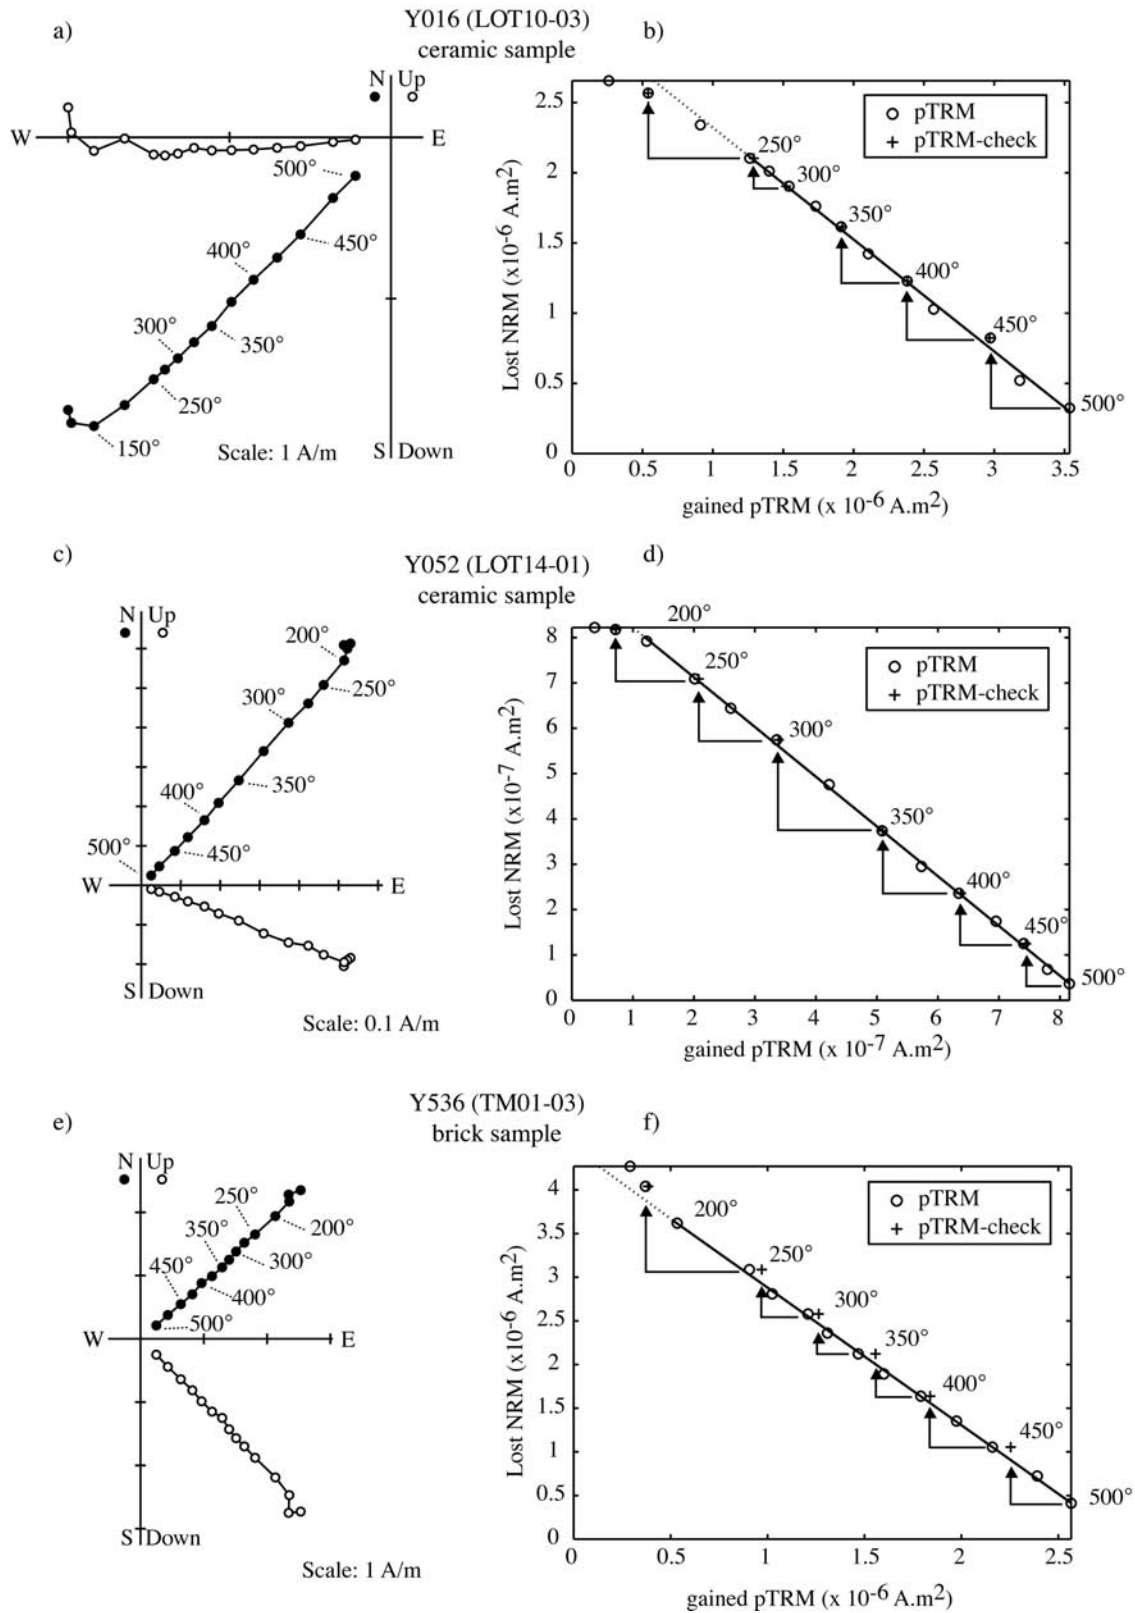 a)
Y016 (LOT10-03)
ceramic sample
b)
N Up
W E
500°
450°
400°
350°
300°
250°
150°
Scale: 1 A/m
S Down
Lost NRM (x10-6 A.m2)
2.5
2
1.5
1
0.5
0
pTRM
pTRM-check
250°
300°
350°
400°
450°
500°
0 0.5 1 1.5 2 2.5 3 3.5
gained pTRM (x 10-6 A.m2)
c)
Y052 (LOT14-01)
ceramic sample
d)
N Up
200°
250°
300°
350°
400°
450°
500°
W E
S Down
Scale: 0.1 A/m
Lost NRM (x10-7 A.m2)
8
7
6
5
4
3
2
1
0
200°
pTRM
pTRM-check
250°
300°
350°
400°
450°
500°
0 1 2 3 4 5 6 7 8
gained pTRM (x 10-7 A.m2)
e)
Y536 (TM01-03)
brick sample
f)
N Up
250°
200°
350°
300°
450°
400°
500°
W E
S Down
Scale: 1 A/m
Lost NRM (x10-6 A.m2)
4
3.5
3
2.5
2
1.5
1
0.5
0
pTRM
pTRM-check
200°
250°
300°
350°
400°
450°
500°
0 0.5 1 1.5 2 2.5
gained pTRM (x 10-6 A.m2)